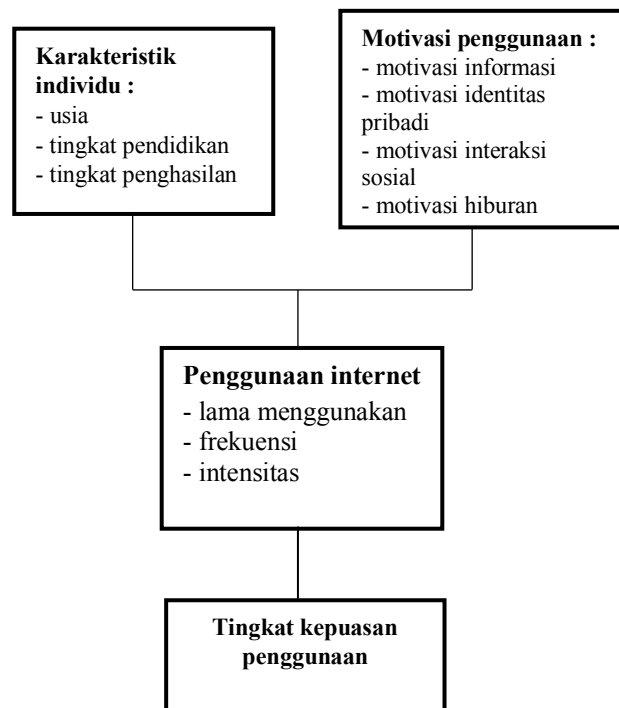 Karakteristik
individu :
- usia
- tingkat pendidikan
- tingkat penghasilan
Motivasi penggunaan :
- motivasi informasi
- motivasi identitas
pribadi
- motivasi interaksi
sosial
- motivasi hiburan
Penggunaan internet
- lama menggunakan
- frekuensi
- intensitas
Tingkat kepuasan
penggunaan